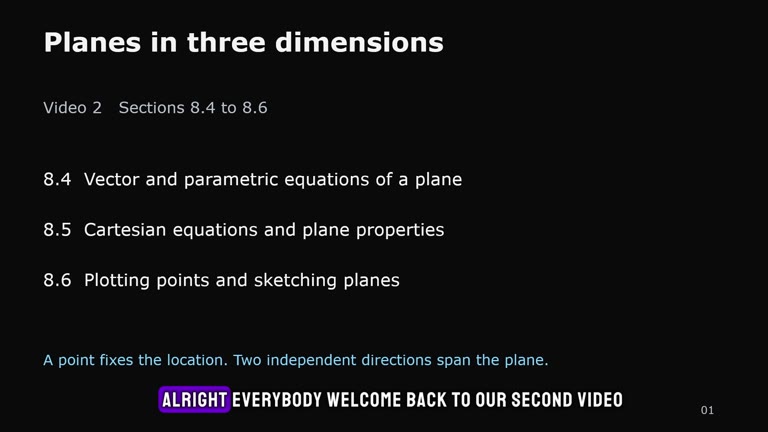 Planes in three dimensions
Video 2 Sections 8.4 to 8.6
8.4 Vector and parametric equations of a plane
8.5 Cartesian equations and plane properties
8.6 Plotting points and sketching planes
A point fixes the location. Two independent directions span the plane.
ALRIGHT EVERYBODY WELCOME BACK TO OUR SECOND VIDEO
01